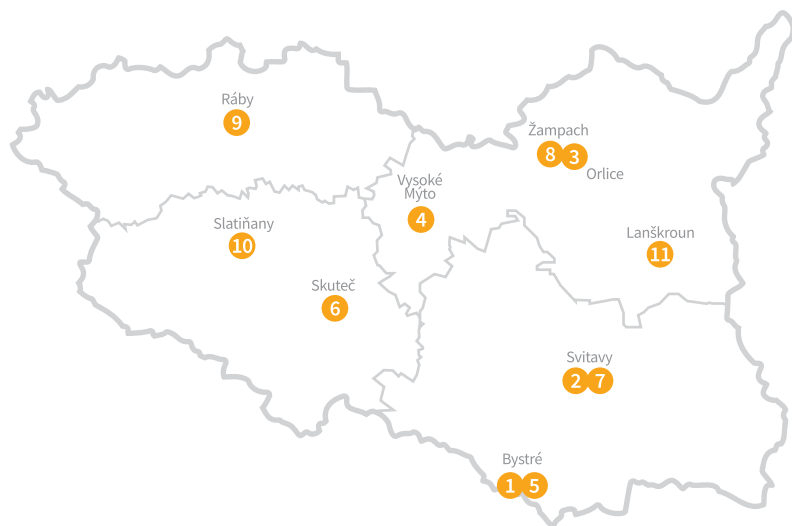 Ráby
9
Žampach
8 3
Orlice
Vysoké
Mýto
4
Slatiňany
10
Lanškroun
11
Skuteč
6
Svitavy
2 7
Bystré
1 5